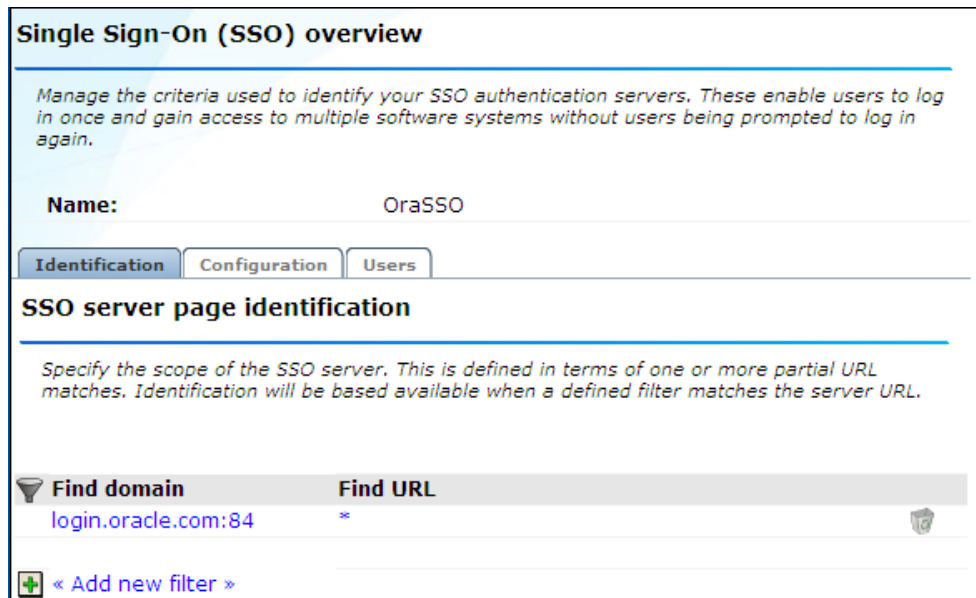 Single Sign-On (SSO) overview
Manage the criteria used to identify your SSO authentication servers. These enable users to log
in once and gain access to multiple software systems without users being prompted to log in
again.
Name: OraSSO
Identification Configuration Users
SSO server page identification
Specify the scope of the SSO server. This is defined in terms of one or more partial URL
matches. Identification will be based available when a defined filter matches the server URL.
Find domain Find URL
login.oracle.com:84 *
« Add new filter »